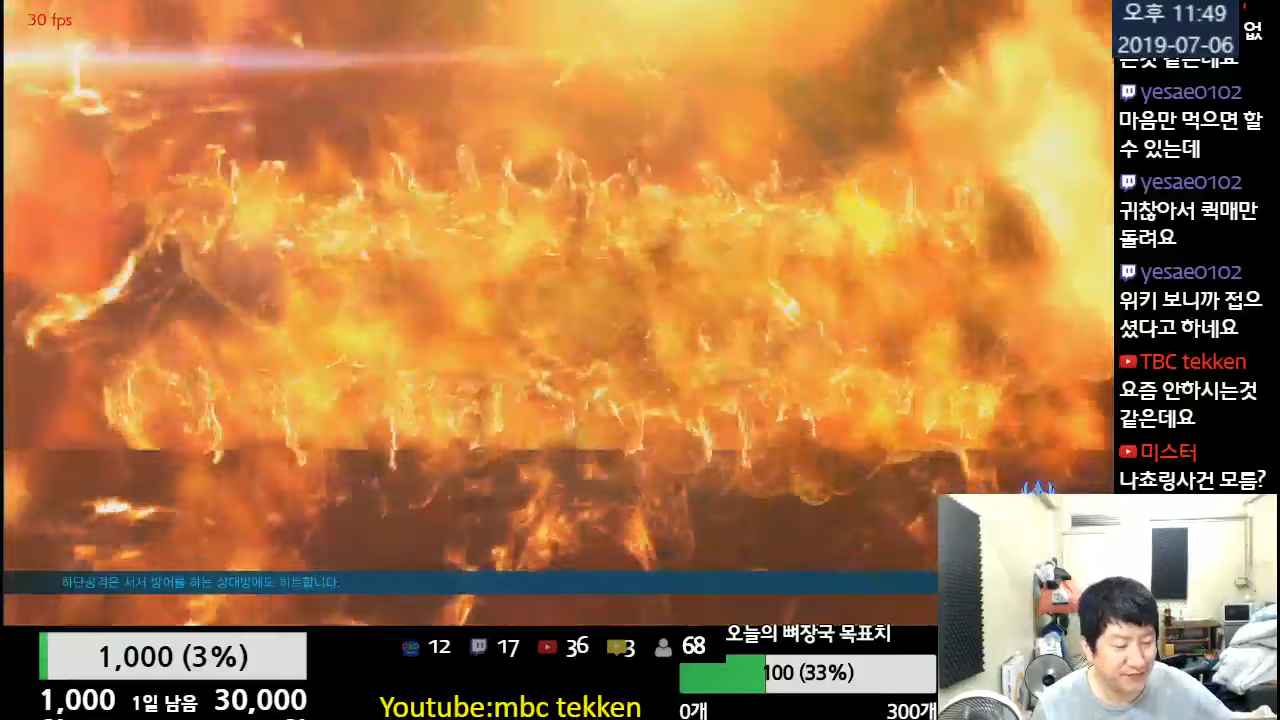 30 fps
오후 11:49
2019-07-06
없
는것 같은데요
yesae0102
마음만 먹으면 할
수 있는데
yesae0102
귀찮아서 퀵매만
돌려요
yesae0102
위키 보니까 접으
셨다고 하네요
TBC tekken
요즘 안하시는것
같은데요
미스터
나쵸링사건 모름?
하단공격은 서서 방어를 하는 상대방에도 히트합니다.
1,000 (3%)
1,000 1일 남음 30,000
12 17 36 3 68
Youtube:mbc tekken
오늘의 뼈장국 목표치
100 (33%)
0개 300개